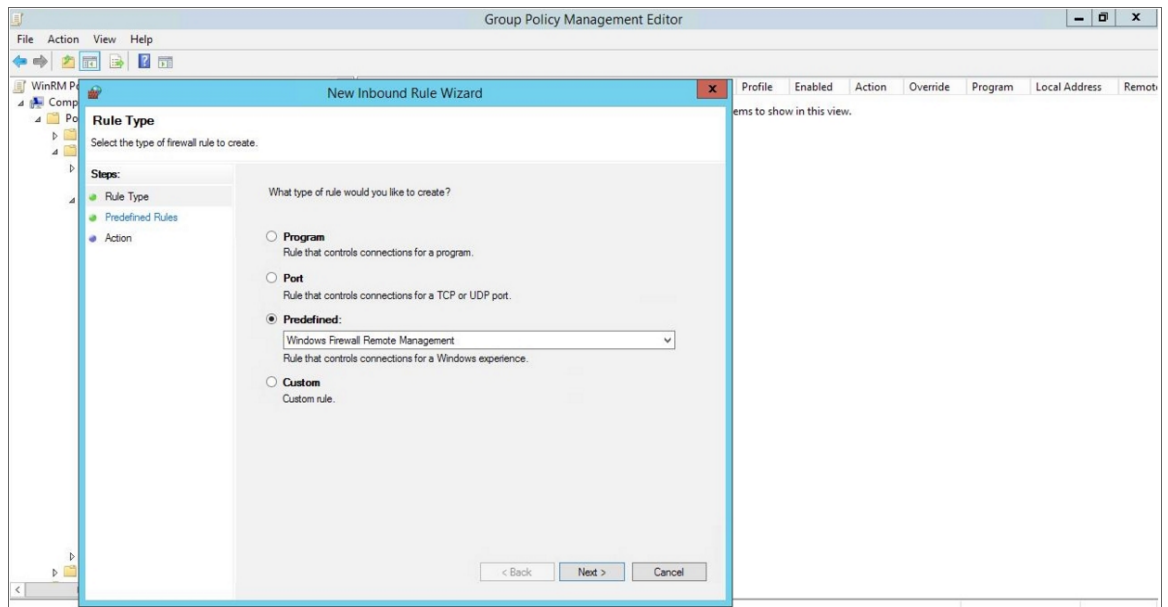 Group Policy Management Editor
File Action View Help
WinRM Po
Comp
Po
Profile Enabled Action Override Program Local Address Remot
ems to show in this view.
New Inbound Rule Wizard
Rule Type
Select the type of firewall rule to create.
Steps:
Rule Type
Predefined Rules
Action
What type of rule would you like to create?
Program
Rule that controls connections for a program.
Port
Rule that controls connections for a TCP or UDP port.
Predefined:
Windows Firewall Remote Management
Rule that controls connections for a Windows experience.
Custom
Custom rule.
< Back Next > Cancel